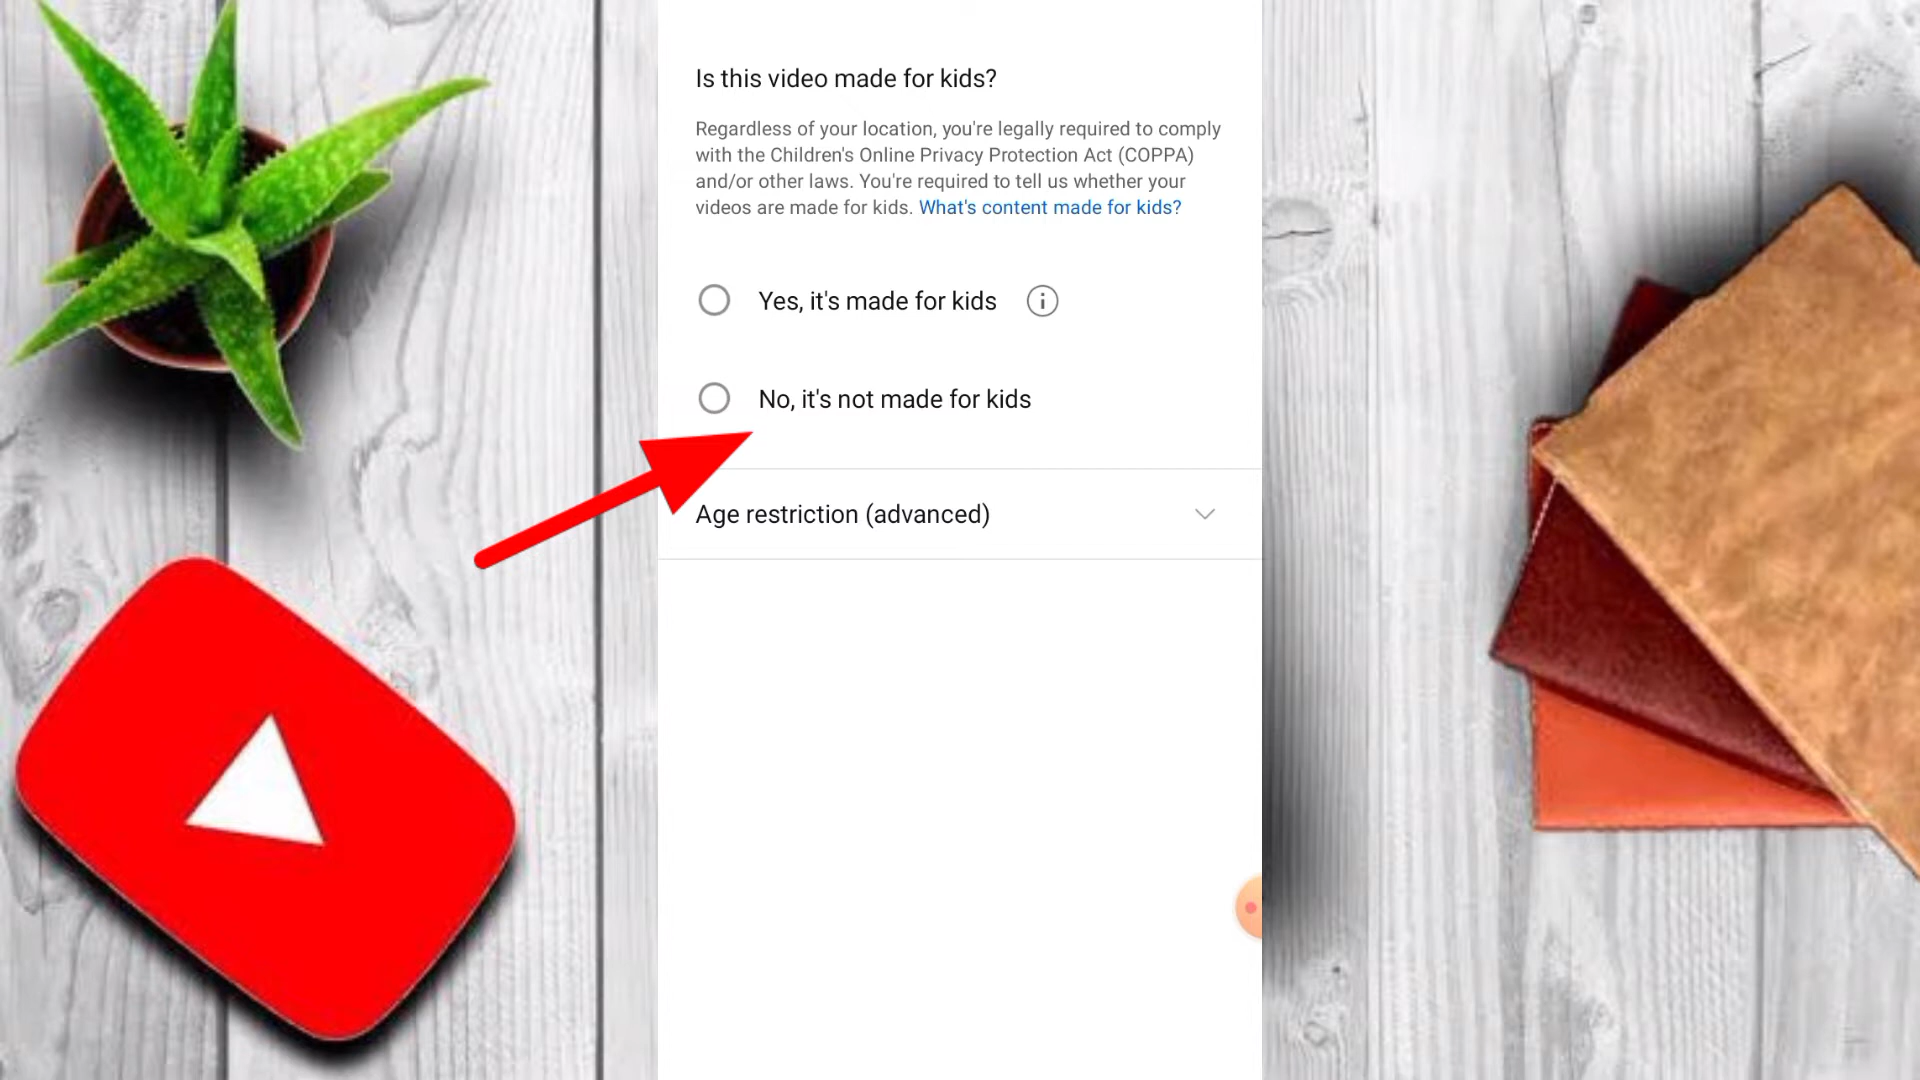 Is this video made for kids?
Regardless of your location, you're legally required to comply
with the Children's Online Privacy Protection Act (COPPA)
and/or other laws. You're required to tell us whether your
videos are made for kids. What's content made for kids?
Yes, it's made for kids
No, it's not made for kids
Age restriction (advanced)